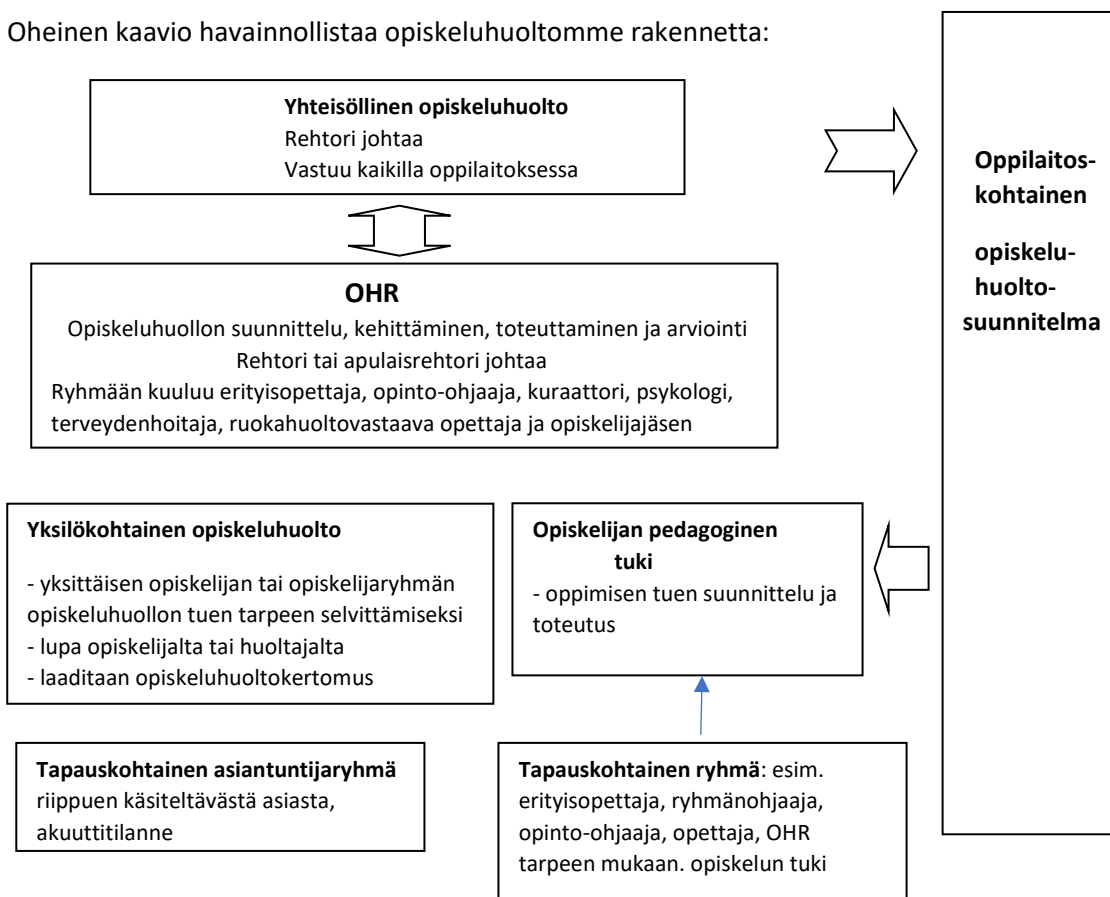 Oheinen kaavio havainnollistaa opiskeluhuoltomme rakennetta:
Yhteisöllinen opiskeluhuolto
Rehtori johtaa
Vastuu kaikilla oppilaitoksessa
Oppilaitos-
kohtainen
opiskelu-
huolto-
suunnitelma
OHR
Opiskeluhuollon suunnittelu, kehittäminen, toteuttaminen ja arviointi
Rehtori tai apulaisrehtori johtaa
Ryhmään kuuluu erityisopettaja, opinto-ohjaaja, kuraattori, psykologi,
terveydenhoitaja, ruokahuoltovastaava opettaja ja opiskelijajäsen
Yksilökohtainen opiskeluhuolto
- yksittäisen opiskelijan tai opiskelijaryhmän
opiskeluhuollon tuen tarpeen selvittämiseksi
- lupa opiskelijalta tai huoltajalta
- laaditaan opiskeluhuoltokertomus
Opiskelijan pedagoginen
tuki
- oppimisen tuen suunnittelu ja
toteutus
Tapauskohtainen asiantuntijaryhmä
riippuen käsiteltävästä asiasta,
akuuttitilanne
Tapauskohtainen ryhmä: esim.
erityisopettaja, ryhmänohjaaja,
opinto-ohjaaja, opettaja, OHR
tarpeen mukaan. opiskelun tuki